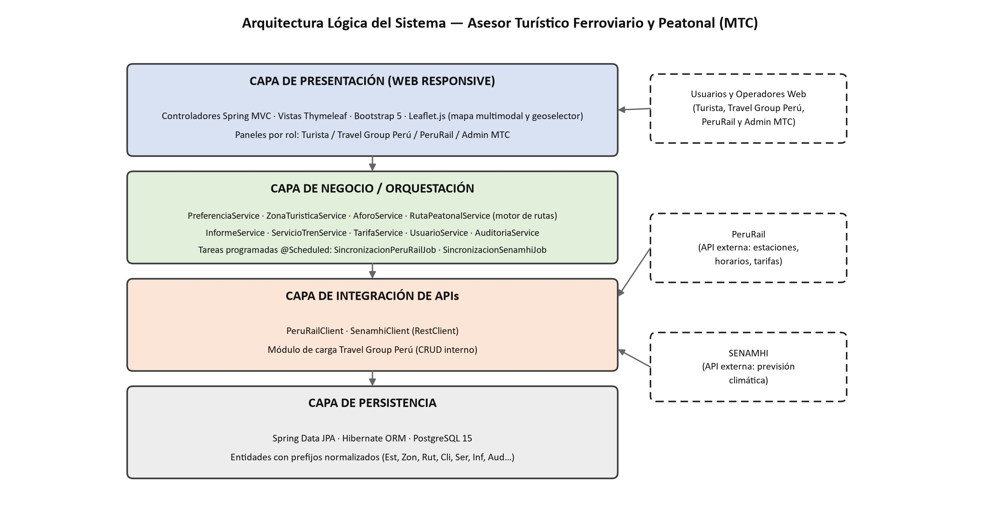 Arquitectura Lógica del Sistema — Asesor Turístico Ferroviario y Peatonal (MTC)
CAPA DE PRESENTACIÓN (WEB RESPONSIVE)
Controladores Spring MVC · Vistas Thymeleaf · Bootstrap 5 · Leaflet.js (mapa multimodal y geoselector)
Paneles por rol: Turista / Travel Group Perú / PeruRail / Admin MTC
Usuarios y Operadores Web
(Turista, Travel Group Perú,
PeruRail y Admin MTC)
CAPA DE NEGOCIO / ORQUESTACIÓN
PreferenciaService · ZonaTuristicaService · AforoService · RutaPeatonalService (motor de rutas)
InformeService · ServicioTrenService · TarifaService · UsuarioService · AuditoriaService
Tareas programadas @Scheduled: SincronizacionPeruRailJob · SincronizacionSenamhiJob
PeruRail
(API externa: estaciones,
horarios, tarifas)
CAPA DE INTEGRACIÓN DE APIs
PeruRailClient · SenamhiClient (RestClient)
Módulo de carga Travel Group Perú (CRUD interno)
SENAMHI
(API externa: previsión
climática)
CAPA DE PERSISTENCIA
Spring Data JPA · Hibernate ORM · PostgreSQL 15
Entidades con prefijos normalizados (Est, Zon, Rut, Cli, Ser, Inf, Aud...)